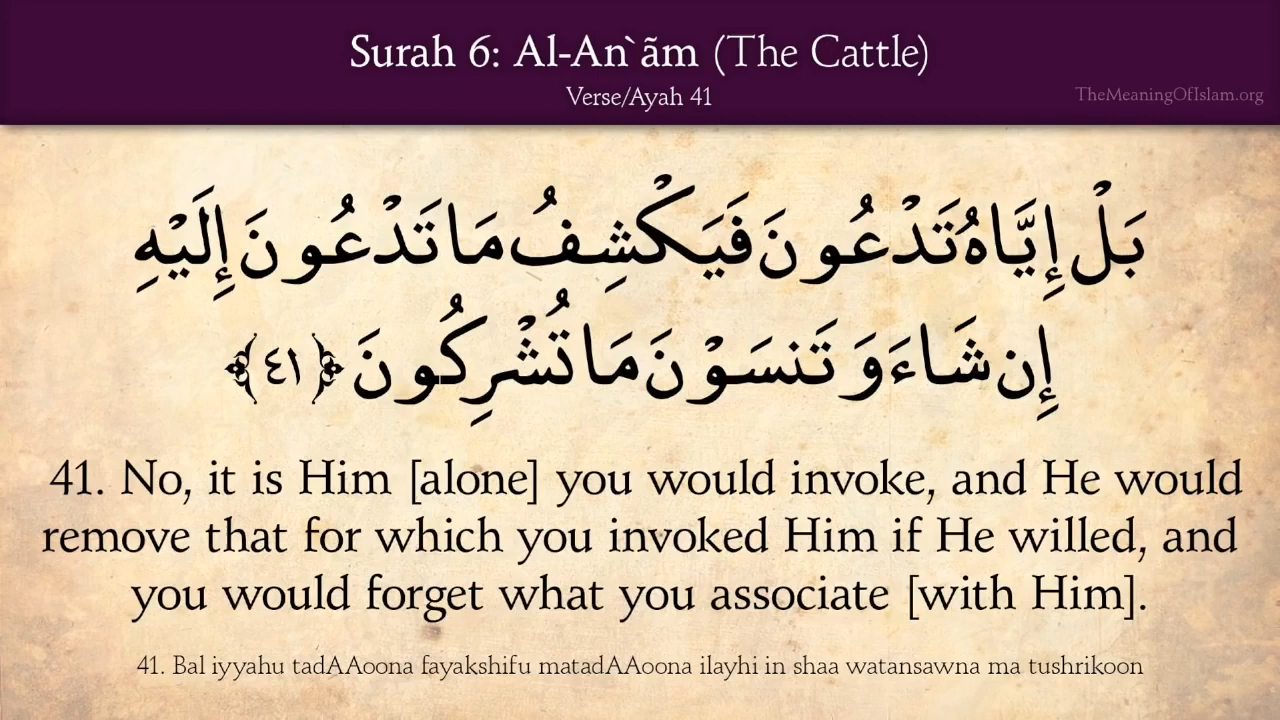 Surah 6: Al-An`ãm (The Cattle)
Verse/Ayah 41
TheMeaningOfIslam.org
بَلْ إِيَّاهُ تَدْعُونَ فَيَكْشِفُ مَا تَدْعُونَ إِلَيْهِ
إِن شَاءَ وَتَنسَوْنَ مَا تُشْرِكُونَ ﴿٤١﴾
41. No, it is Him [alone] you would invoke, and He would
remove that for which you invoked Him if He willed, and
you would forget what you associate [with Him].
41. Bal iyyahu tadAAoona fayakshifu matadAAoona ilayhi in shaa watansawna ma tushrikoon